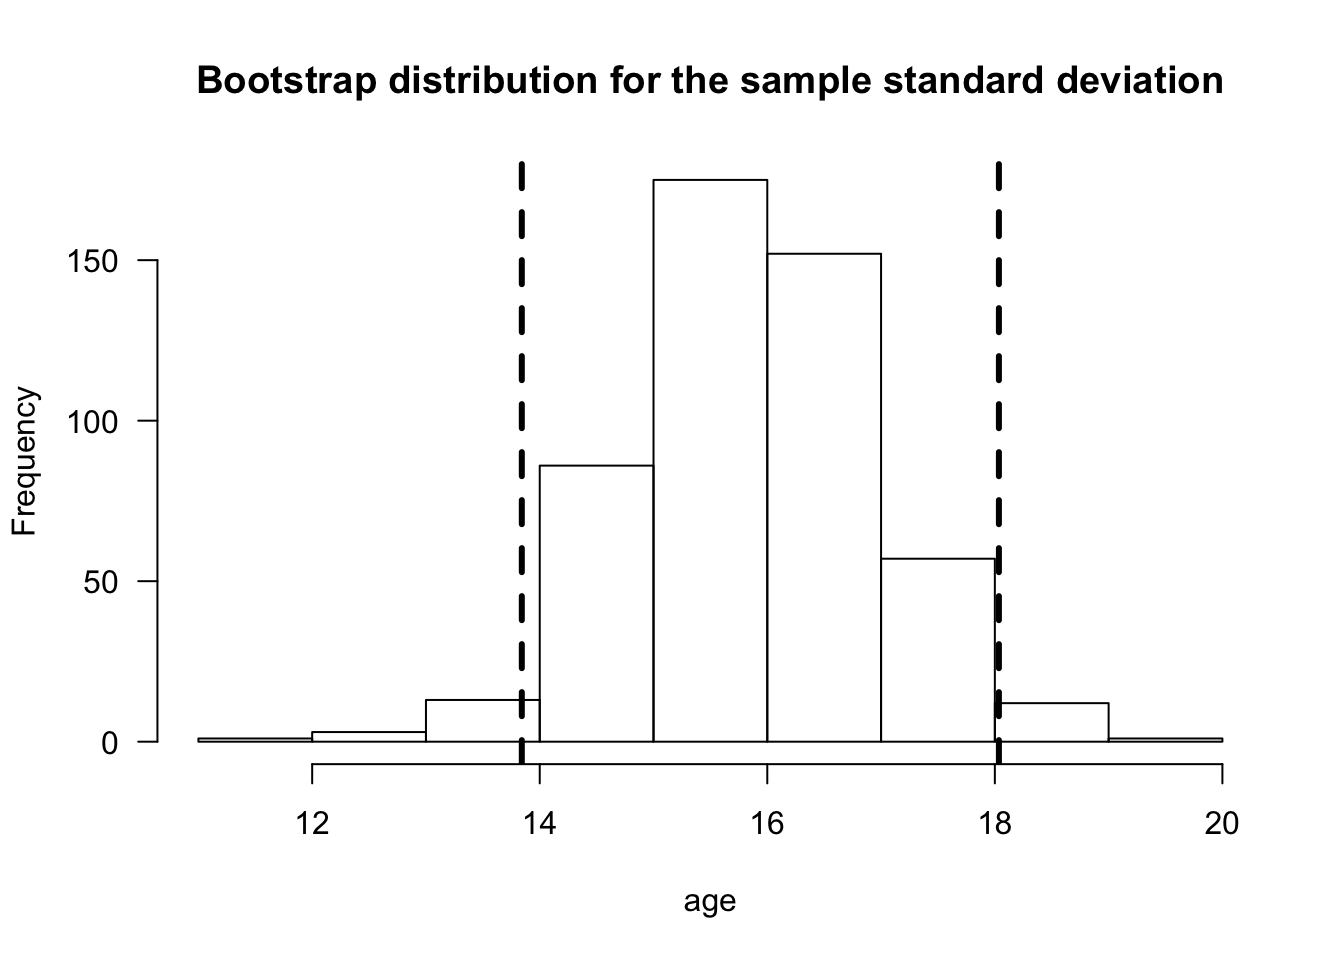 Bootstrap distribution for the sample standard deviation
Frequency
150
100
50
0
12 14 16 18 20
age